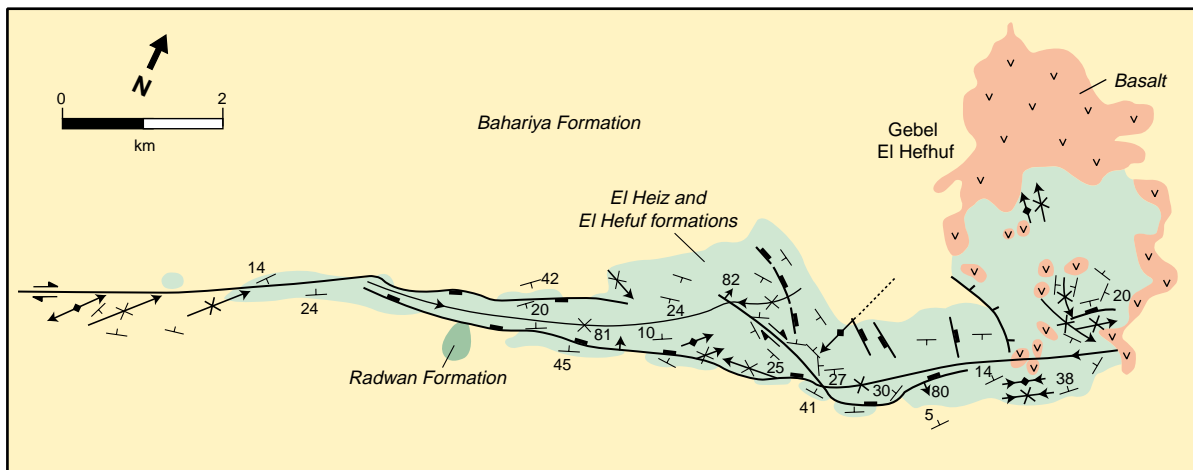 N
0
2
km
Bahariya Formation
Basalt
Gebel
El Hefhuf
El Heiz and
El Hefuf formations
14
42
82
24
20
24
20
81
10
Radwan Formation
45
25
27
14
38
30
80
41
5
v v v v v v v v v v v v v v v v v v v v v v v v v v